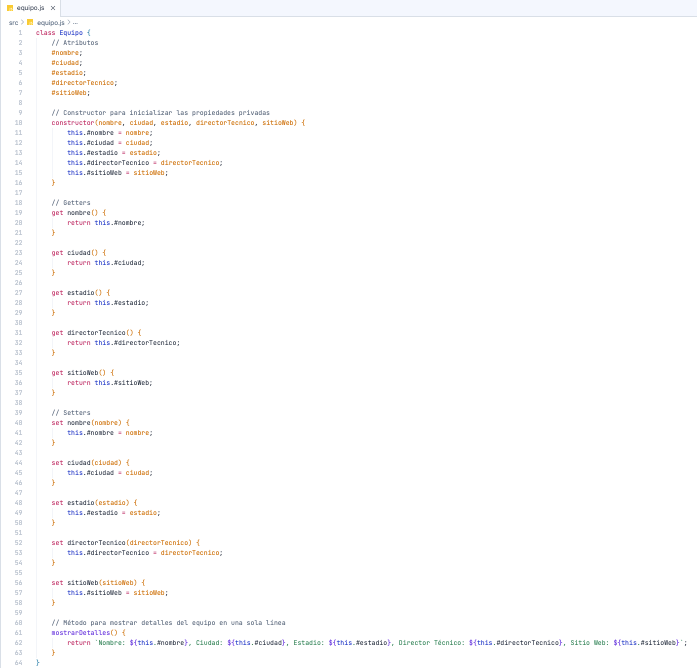 equipo.js ×
src > equipo.js > ...
1 class Equipo {
2     // Atributos
3     #nombre;
4     #ciudad;
5     #estadio;
6     #directorTecnico;
7     #sitioWeb;
8
9     // Constructor para inicializar las propiedades privadas
10     constructor(nombre, ciudad, estadio, directorTecnico, sitioWeb) {
11         this.#nombre = nombre;
12         this.#ciudad = ciudad;
13         this.#estadio = estadio;
14         this.#directorTecnico = directorTecnico;
15         this.#sitioWeb = sitioWeb;
16     }
17
18     // Getters
19     get nombre() {
20         return this.#nombre;
21     }
22
23     get ciudad() {
24         return this.#ciudad;
25     }
26
27     get estadio() {
28         return this.#estadio;
29     }
30
31     get directorTecnico() {
32         return this.#directorTecnico;
33     }
34
35     get sitioWeb() {
36         return this.#sitioWeb;
37     }
38
39     // Setters
40     set nombre(nombre) {
41         this.#nombre = nombre;
42     }
43
44     set ciudad(ciudad) {
45         this.#ciudad = ciudad;
46     }
47
48     set estadio(estadio) {
49         this.#estadio = estadio;
50     }
51
52     set directorTecnico(directorTecnico) {
53         this.#directorTecnico = directorTecnico;
54     }
55
56     set sitioWeb(sitioWeb) {
57         this.#sitioWeb = sitioWeb;
58     }
59
60     // Método para mostrar detalles del equipo en una sola línea
61     mostrarDetalles() {
62         return `Nombre: ${this.#nombre}, Ciudad: ${this.#ciudad}, Estadio: ${this.#estadio}, Director Técnico: ${this.#directorTecnico}, Sitio Web: ${this.#sitioWeb}`;
63     }
64 }